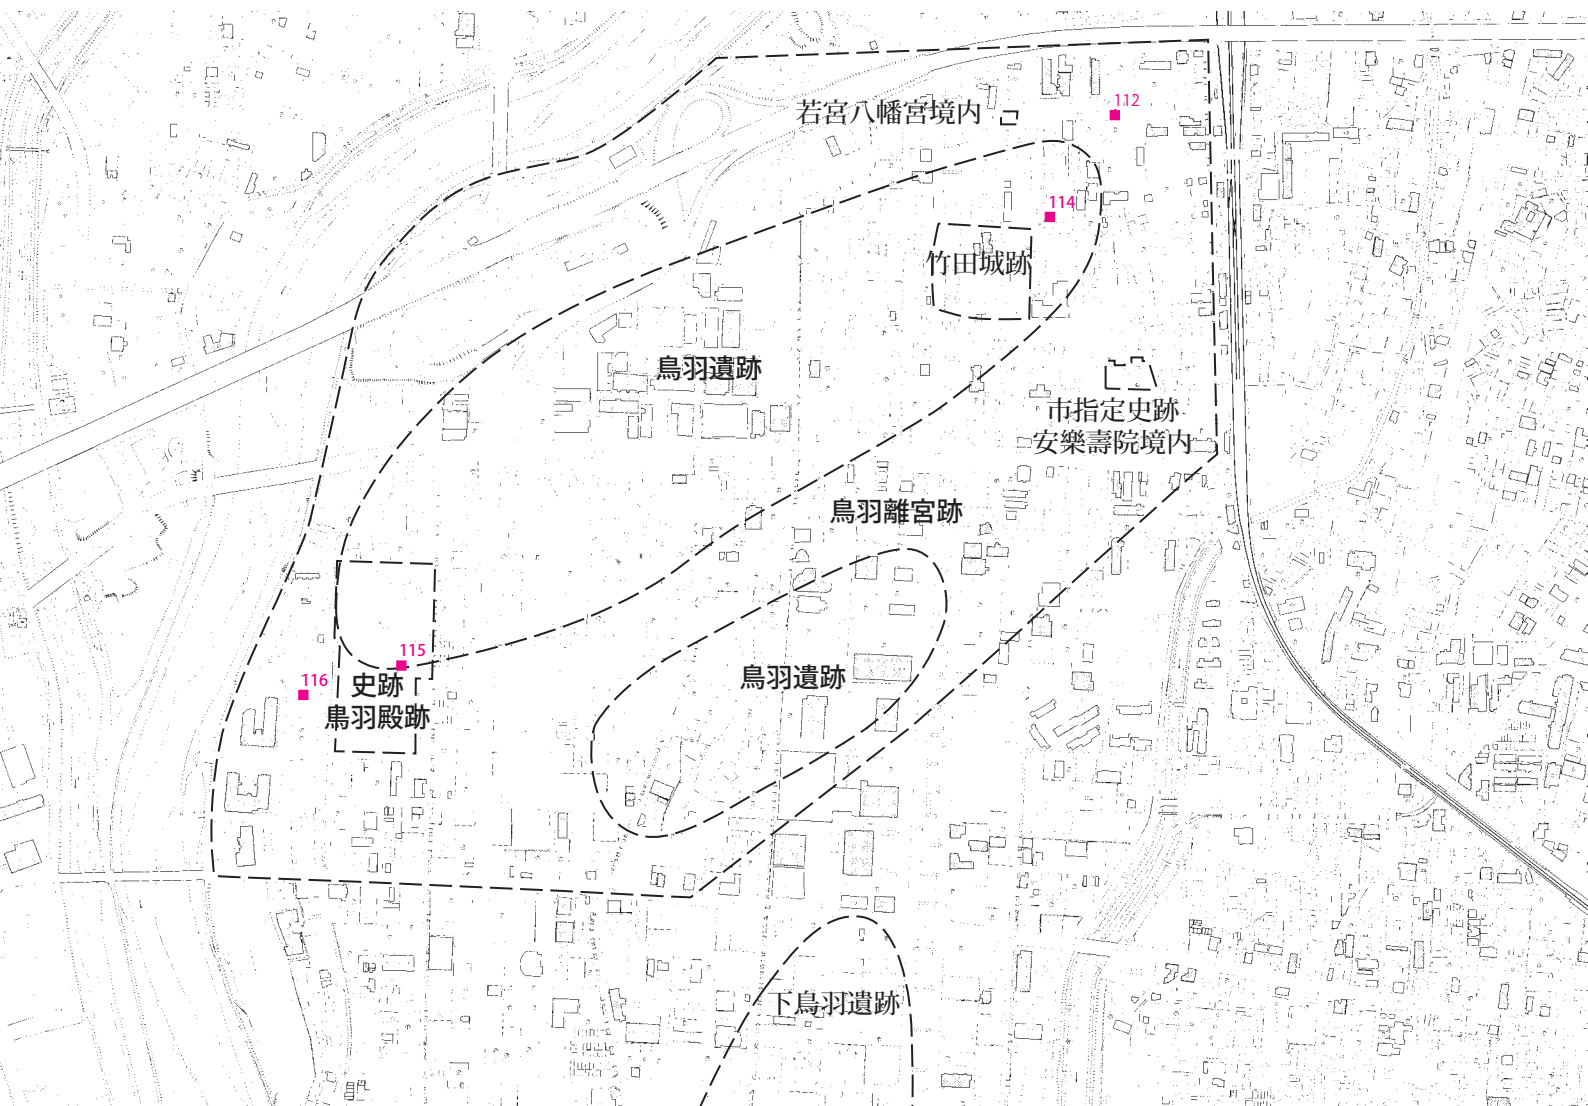 112
若宮八幡宮境内
114
竹田城跡
鳥羽遺跡
市指定史跡
安樂壽院境内
鳥羽離宮跡
115
116
史跡
鳥羽殿跡
鳥羽遺跡
下鳥羽遺跡